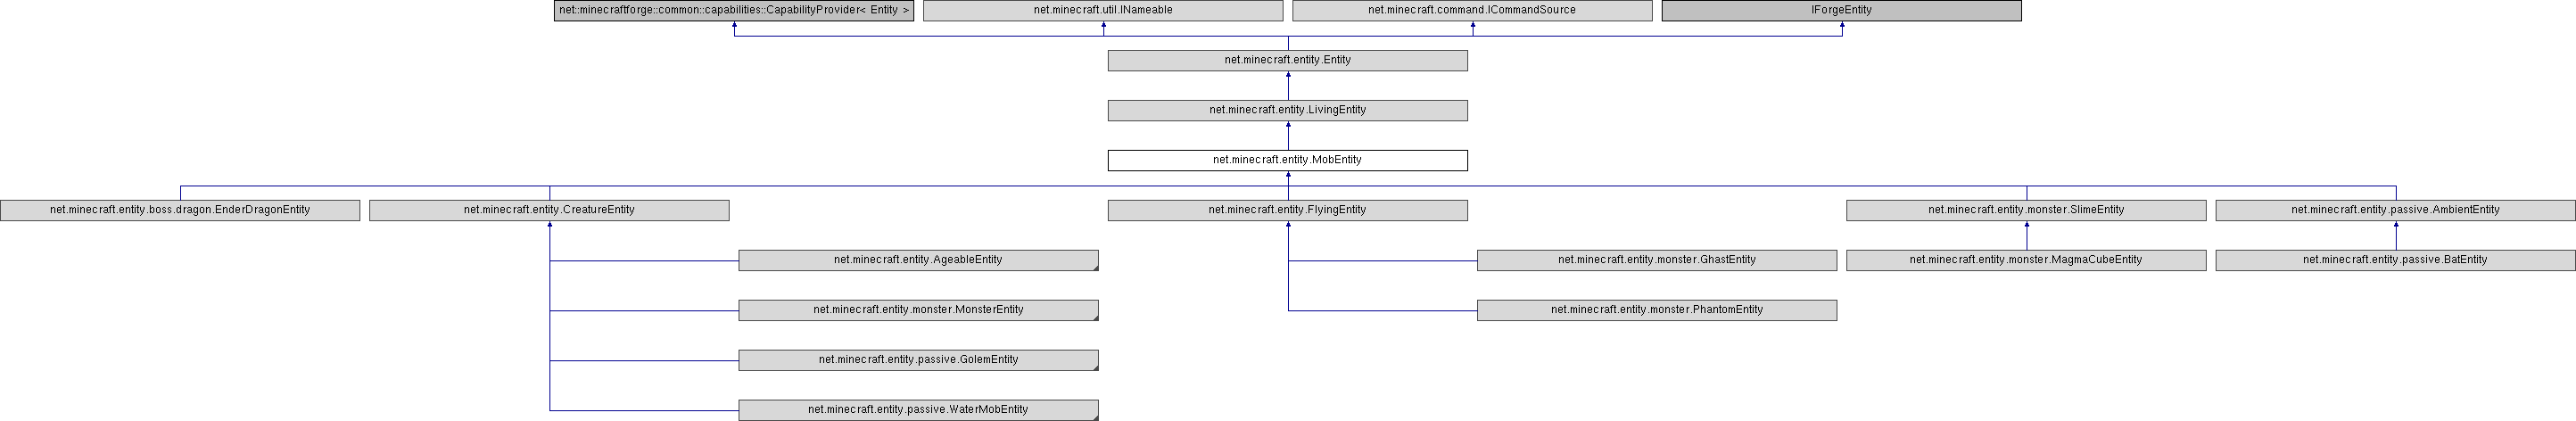 net::minecraftforge::common::capabilities::CapabilityProvider< Entity >
net.minecraft.util.INameable
net.minecraft.command.ICommandSource
IForgeEntity
net.minecraft.entity.Entity
net.minecraft.entity.LivingEntity
net.minecraft.entity.MobEntity
net.minecraft.entity.boss.dragon.EnderDragonEntity
net.minecraft.entity.CreatureEntity
net.minecraft.entity.FlyingEntity
net.minecraft.entity.monster.SlimeEntity
net.minecraft.entity.passive.AmbientEntity
net.minecraft.entity.AgeableEntity
net.minecraft.entity.monster.GhastEntity
net.minecraft.entity.monster.MagmaCubeEntity
net.minecraft.entity.passive.BatEntity
net.minecraft.entity.monster.MonsterEntity
net.minecraft.entity.monster.PhantomEntity
net.minecraft.entity.passive.GolemEntity
net.minecraft.entity.passive.WaterMobEntity